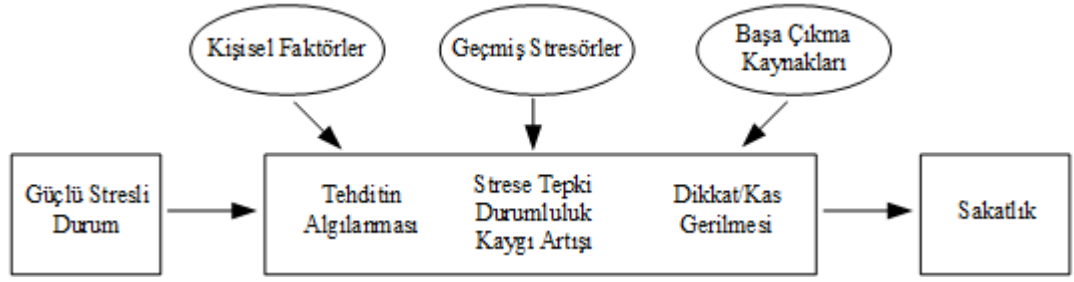 Kişisel Faktörler
Geçmiş Stresörler
Başa Çıkma
Kaynakları
Güçlü Stresli
Durum
Tehditin
Algılanması
Strese Tepki
Durumluluk
Kaygı Artışı
Dikkat/Kas
Gerilmesi
Sakatlık